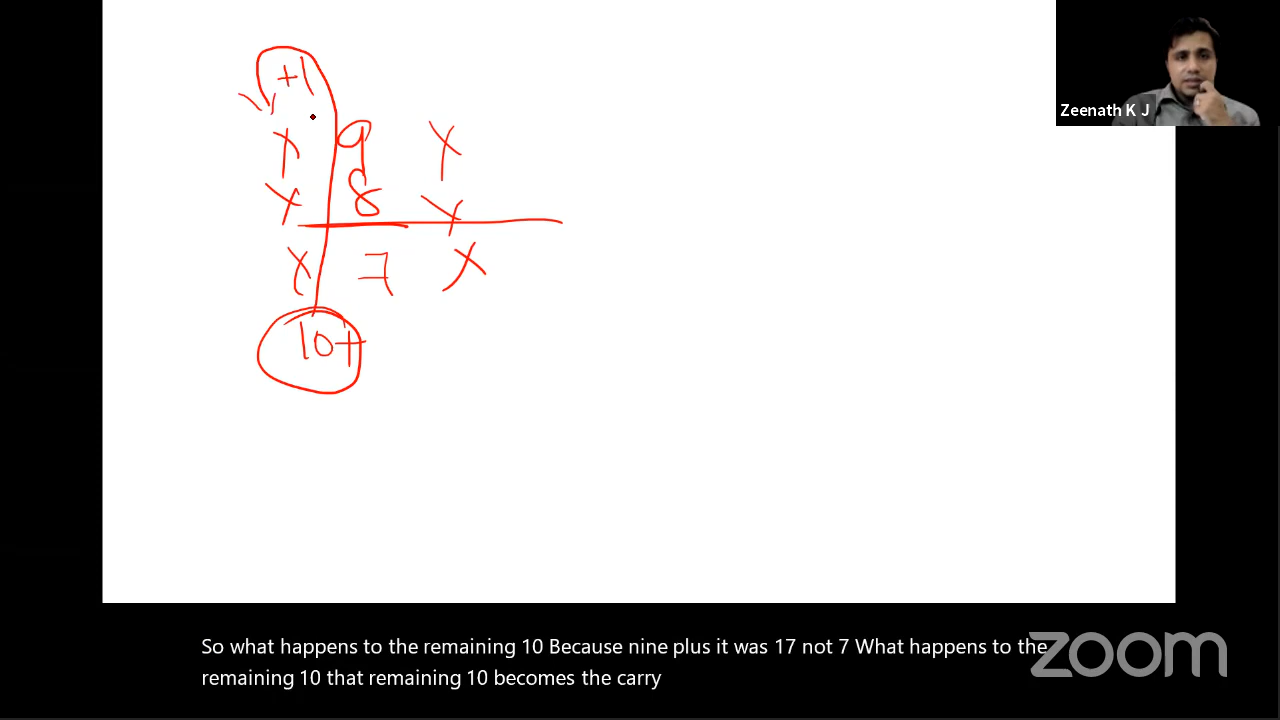 +1
Zeenath K J
X 9 X
X 8 X
X 7 X
10+
So what happens to the remaining 10 Because nine plus it was 17 not 7 What happens to the
remaining 10 that remaining 10 becomes the carry
zoom